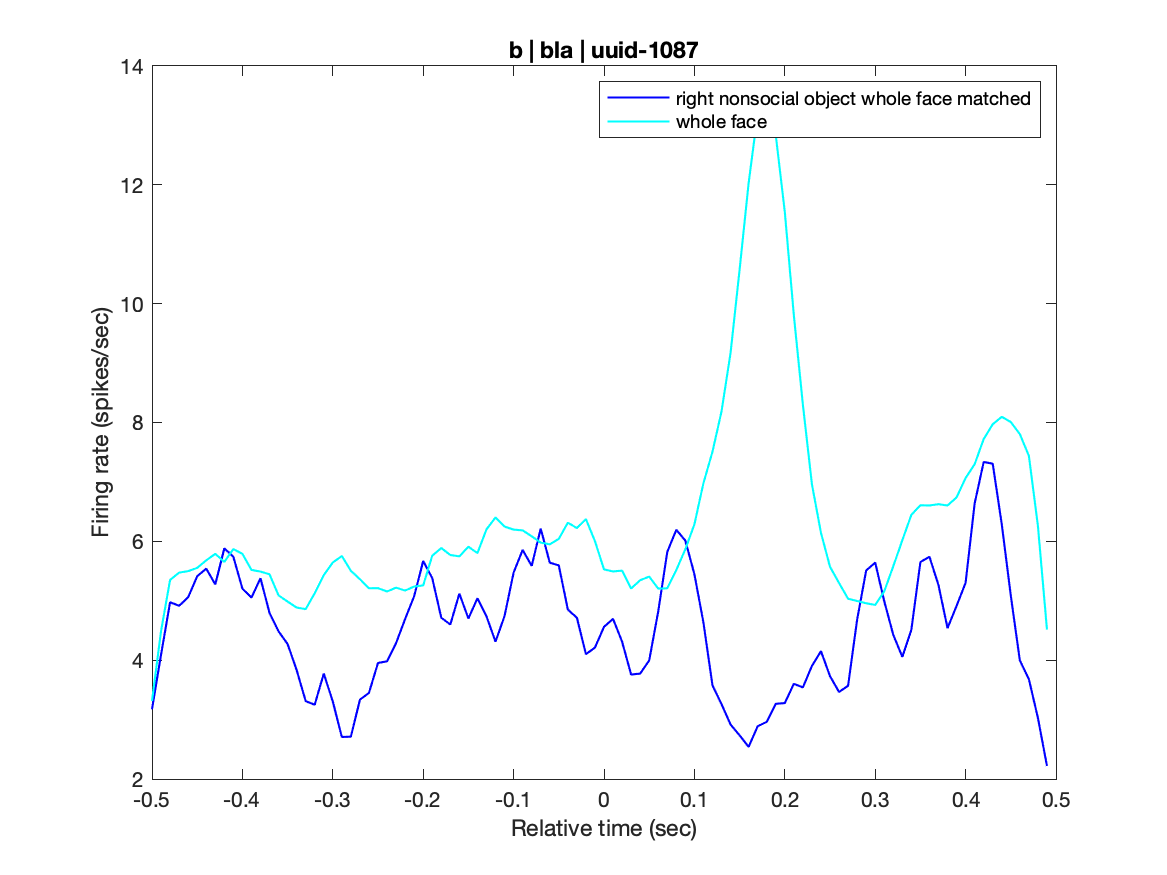 b | bla | uuid-1087
14
right nonsocial object whole face matched
whole face
12
10
8
6
4
2
Firing rate (spikes/sec)
-0.5 -0.4 -0.3 -0.2 -0.1 0 0.1 0.2 0.3 0.4 0.5
Relative time (sec)